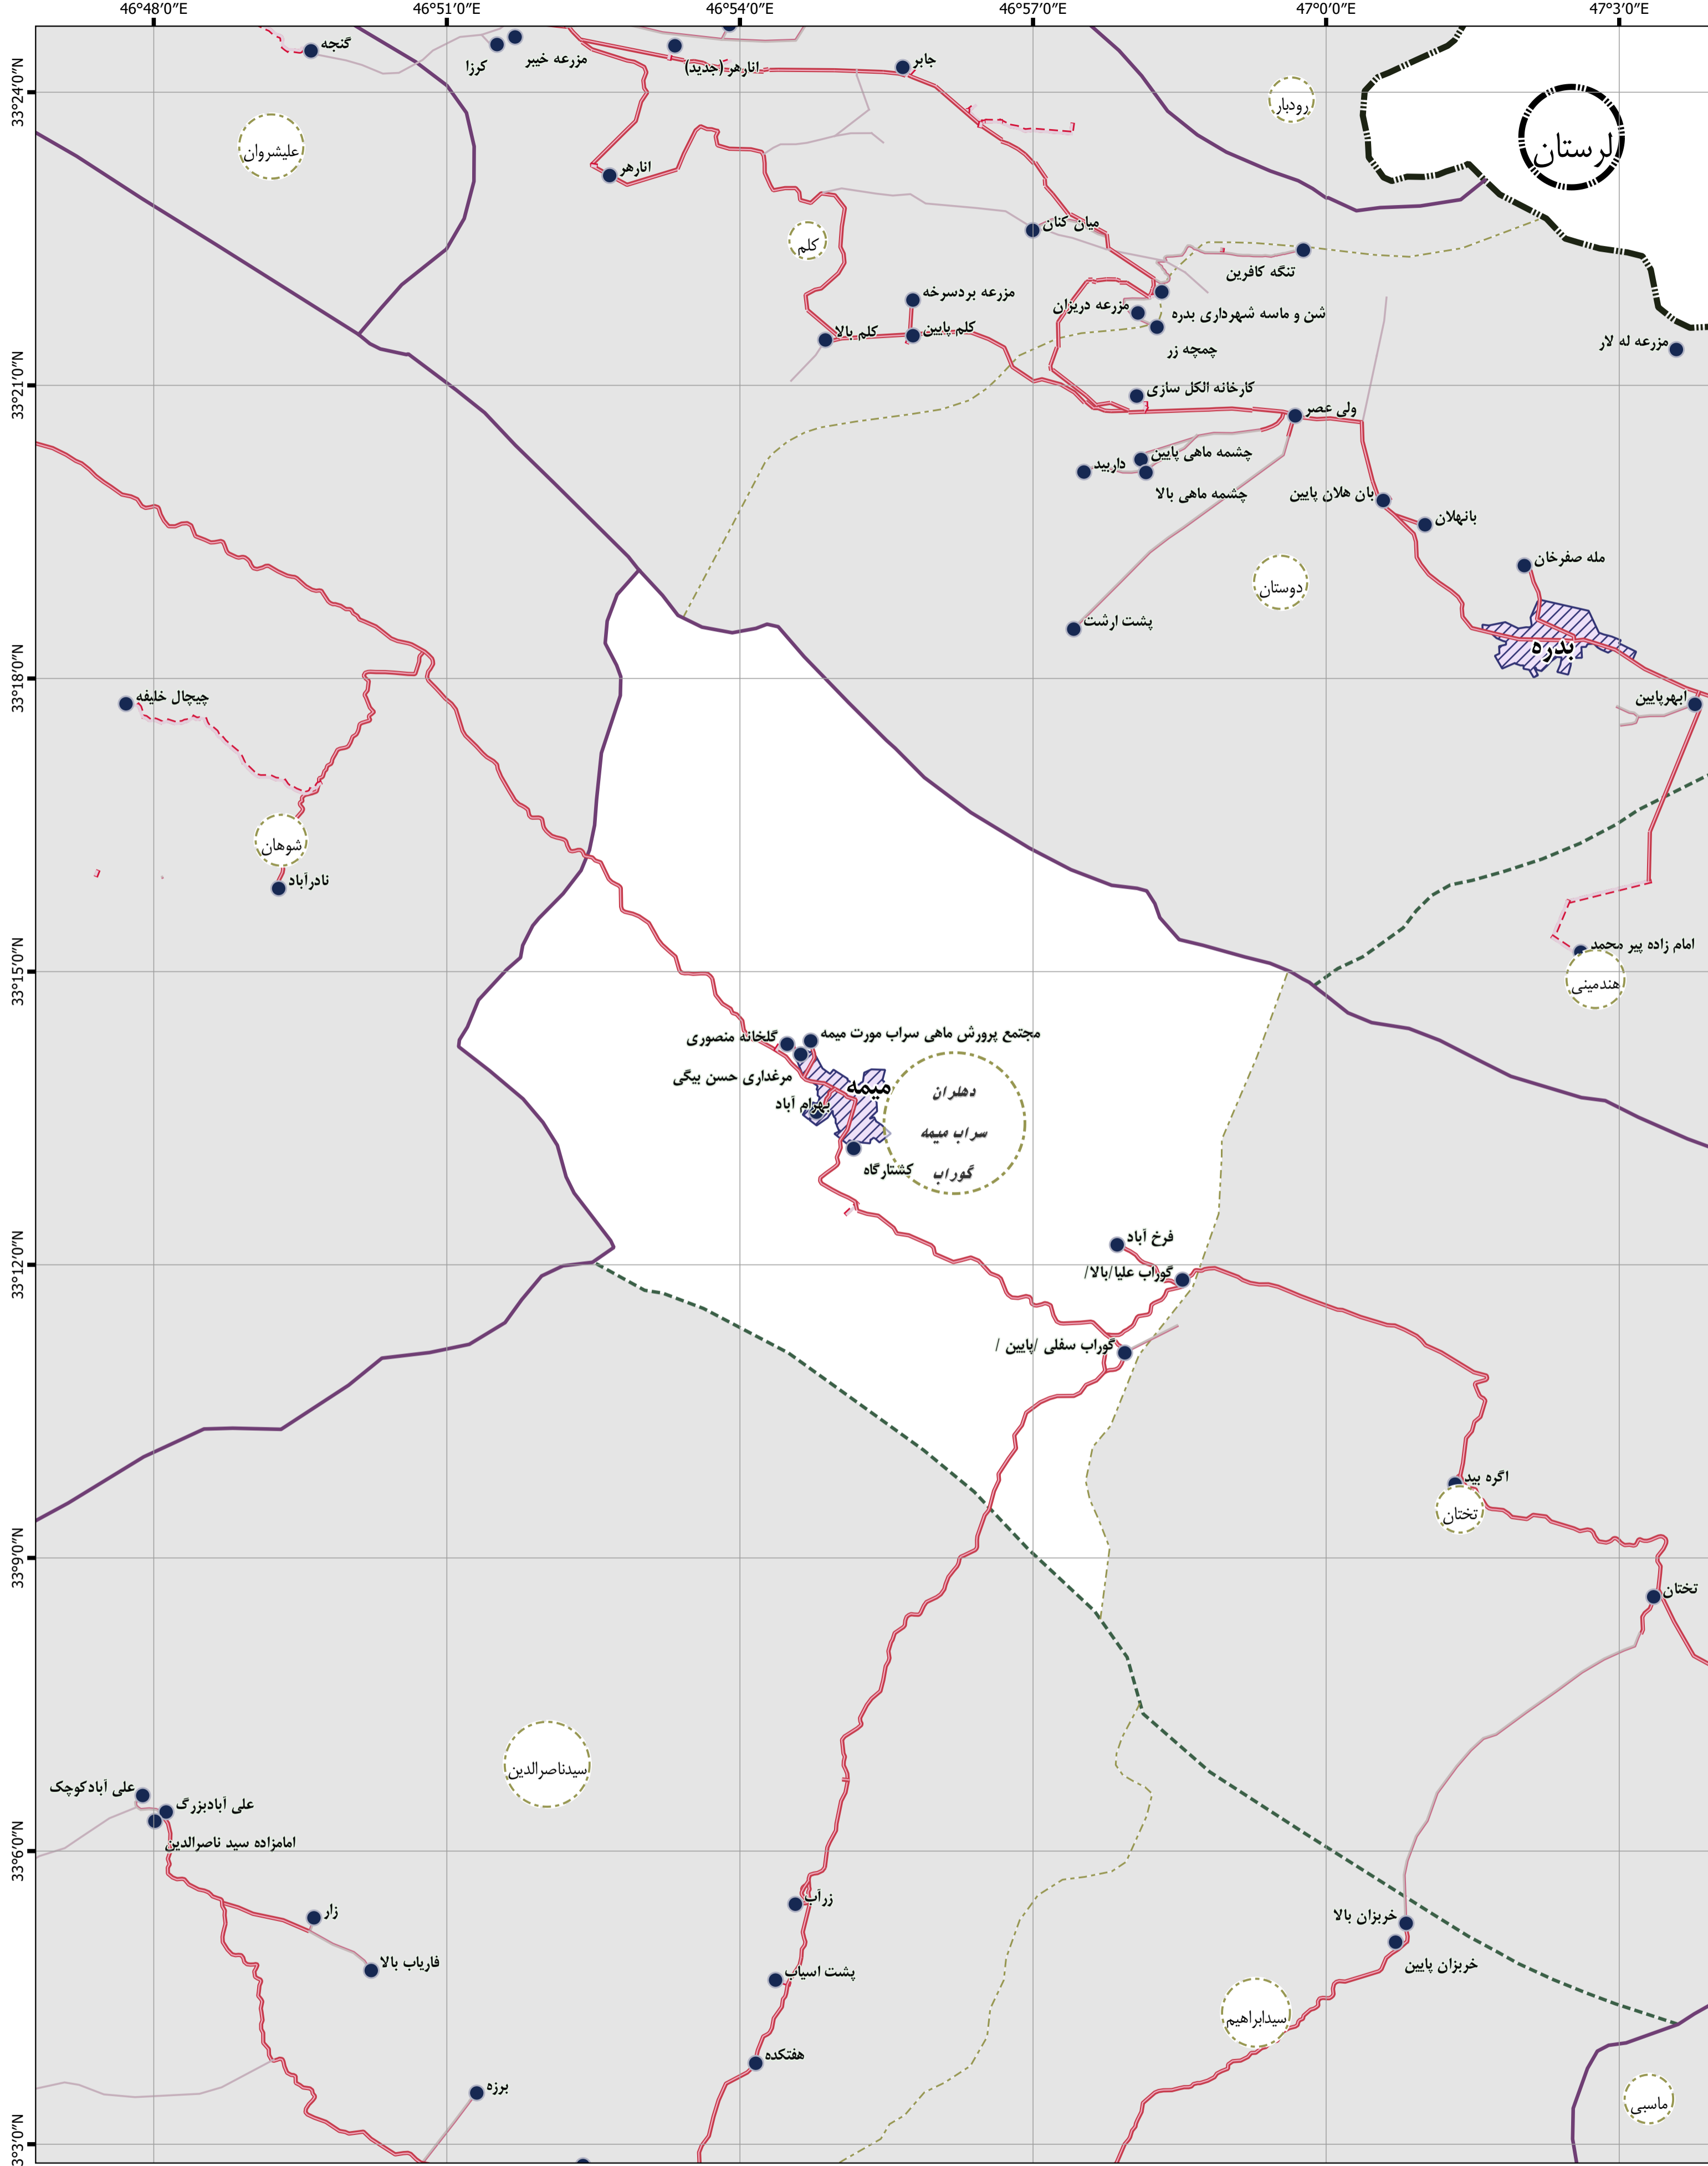 46°48′0″E
46°51′0″E
46°54′0″E
46°57′0″E
47°0′0″E
47°3′0″E
گنجه
کرزا
مزرعه خیبر
انارهر (جدید)
جابر
رودبار
لرستان
33°24′0″N
علیشروان
انارهر
میان کنان
کلم
تنگه کافرین
مزرعه بردسرخه
مزرعه دریزان
شن و ماسه شهرداری بدره
کلم بالا
کلم پایین
چمچه زر
مزرعه له لار
33°21′0″N
کارخانه الکل سازی
ولی عصر
چشمه ماهی پایین
داربید
چشمه ماهی بالا
بان هلان پایین
بانهلان
مله صفرخان
دوستان
پشت ارشت
بدره
33°18′0″N
چیچال خلیفه
ابهرپایین
شوهان
نادرآباد
امام زاده پیر محمد
33°15′0″N
هندمینی
گلخانه منصوری
مجتمع پرورش ماهی سراب مورت میمه
مرغداری حسن بیگی
میمه
بهرام آباد
دهلران
سراب میمه
گوراب
کشتارگاه
فرخ آباد
33°12′0″N
گوراب علیا/بالا/
گوراب سفلی /پایین /
اگره بید
تختان
33°9′0″N
تختان
سیدناصرالدین
علی آبادکوچک
علی آبادبزرگ
امامزاده سید ناصرالدین
33°6′0″N
زرآب
زار
خربزان بالا
فاریاب بالا
پشت اسیاب
خربزان پایین
سیدابراهیم
هفتکده
برزه
ماسبی
3°3′0″N